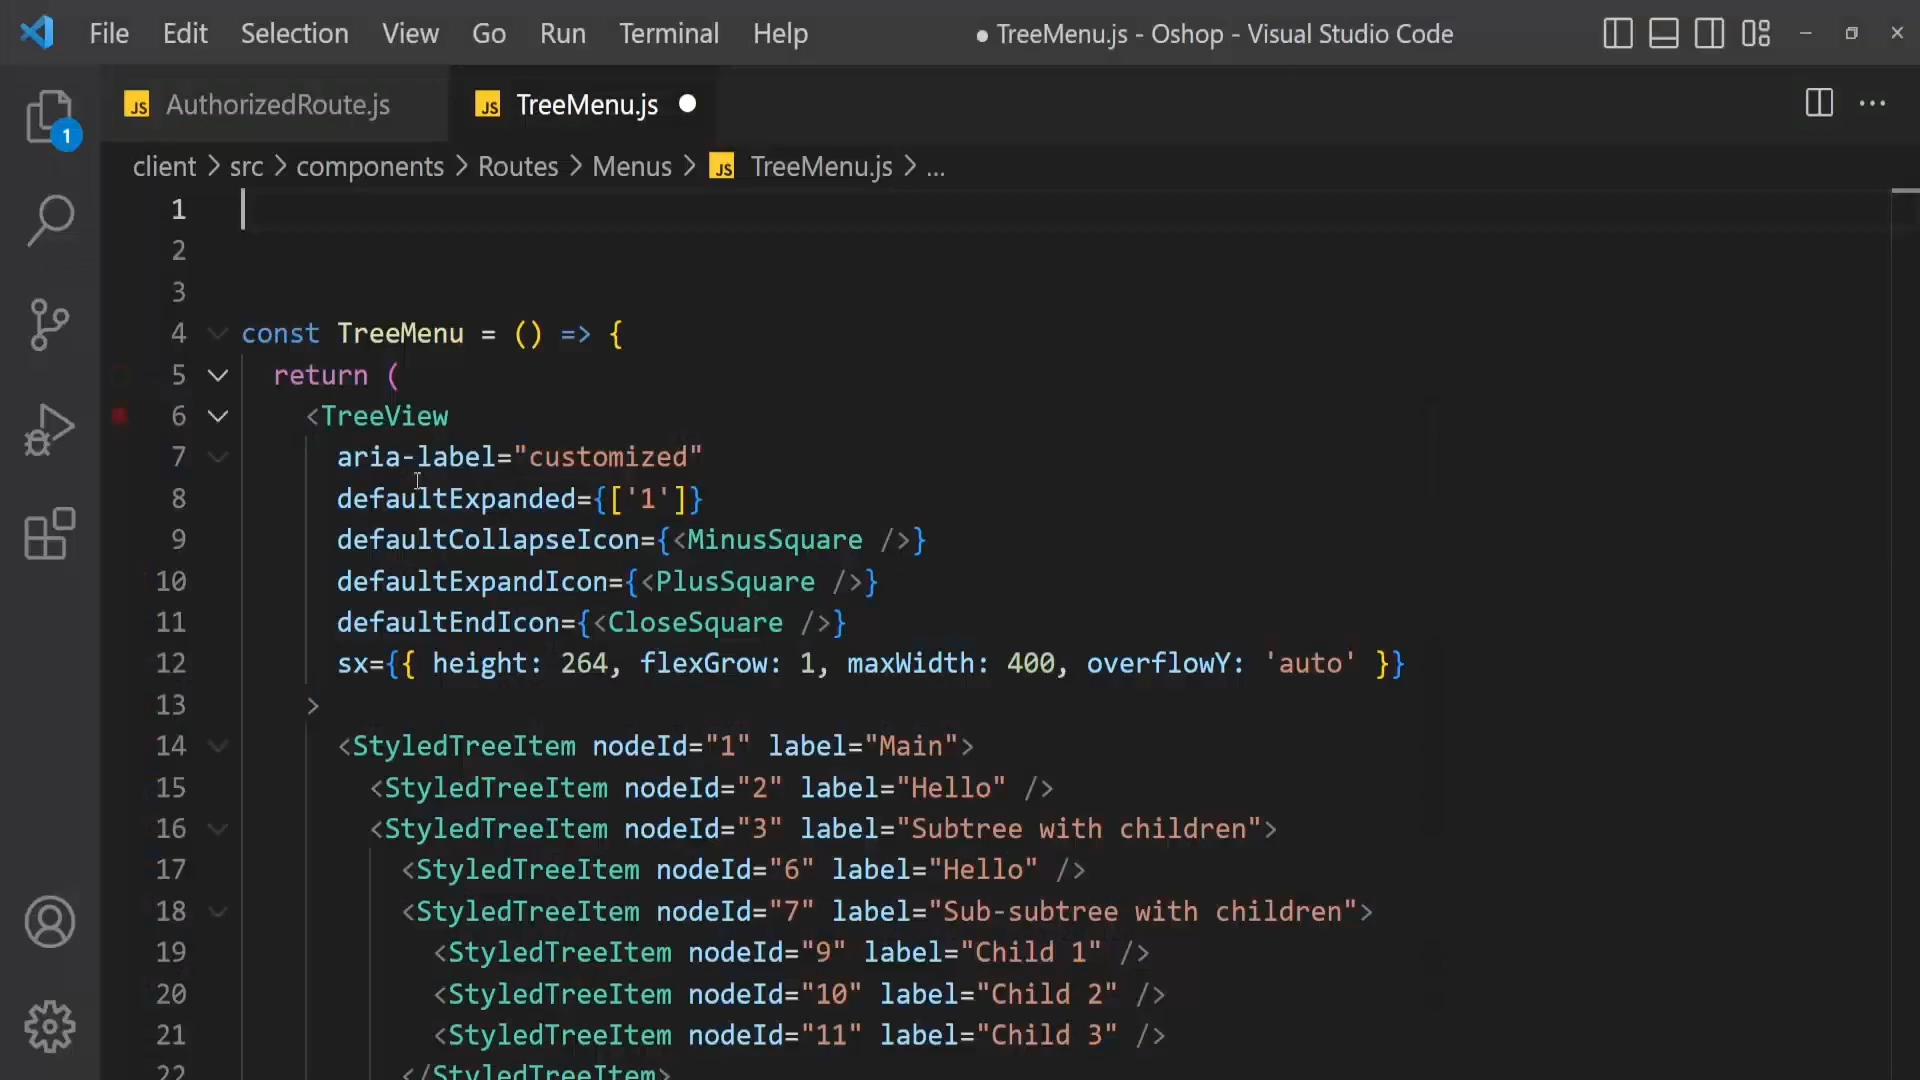 File Edit Selection View Go Run Terminal Help ● TreeMenu.js - Oshop - Visual Studio Code
JS AuthorizedRoute.js JS TreeMenu.js
client > src > components > Routes > Menus > JS TreeMenu.js > ...
1
1
2
3
4 const TreeMenu = () => {
5 return (
6 <TreeView
7 aria-label="customized"
8 defaultExpanded={['1']}
9 defaultCollapseIcon={<MinusSquare />}
10 defaultExpandIcon={<PlusSquare />}
11 defaultEndIcon={<CloseSquare />}
12 sx={{ height: 264, flexGrow: 1, maxWidth: 400, overflowY: 'auto' }}
13 >
14 <StyledTreeItem nodeId="1" label="Main">
15 <StyledTreeItem nodeId="2" label="Hello" />
16 <StyledTreeItem nodeId="3" label="Subtree with children">
17 <StyledTreeItem nodeId="6" label="Hello" />
18 <StyledTreeItem nodeId="7" label="Sub-subtree with children">
19 <StyledTreeItem nodeId="9" label="Child 1" />
20 <StyledTreeItem nodeId="10" label="Child 2" />
21 <StyledTreeItem nodeId="11" label="Child 3" />
22 </StyledTreeItem>